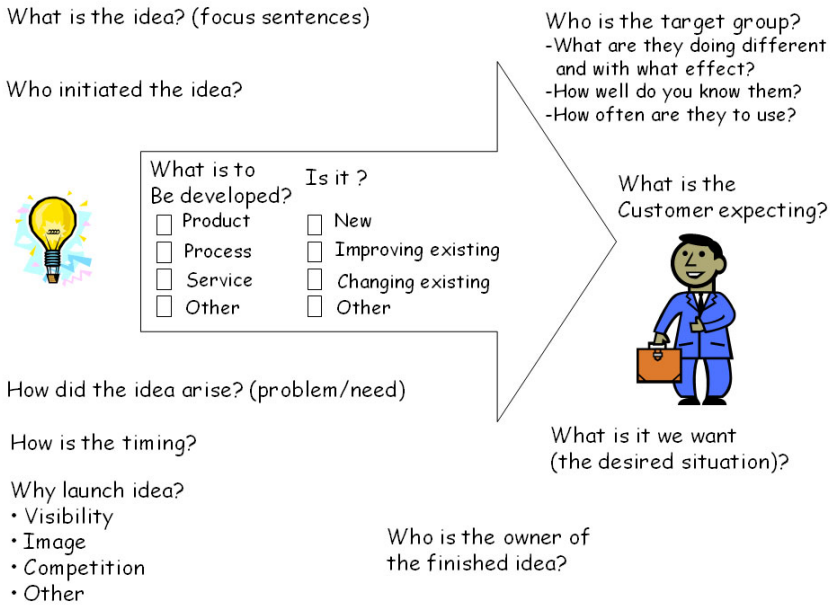 What is the idea? (focus sentences)
Who initiated the idea?
Who is the target group?
-What are they doing different
and with what effect?
-How well do you know them?
-How often are they to use?
What is to
Be developed?
Product
Process
Service
Other
Is it ?
New
Improving existing
Changing existing
Other
What is the
Customer expecting?
How did the idea arise? (problem/need)
How is the timing?
Why launch idea?
• Visibility
• Image
• Competition
• Other
What is it we want
(the desired situation)?
Who is the owner of
the finished idea?